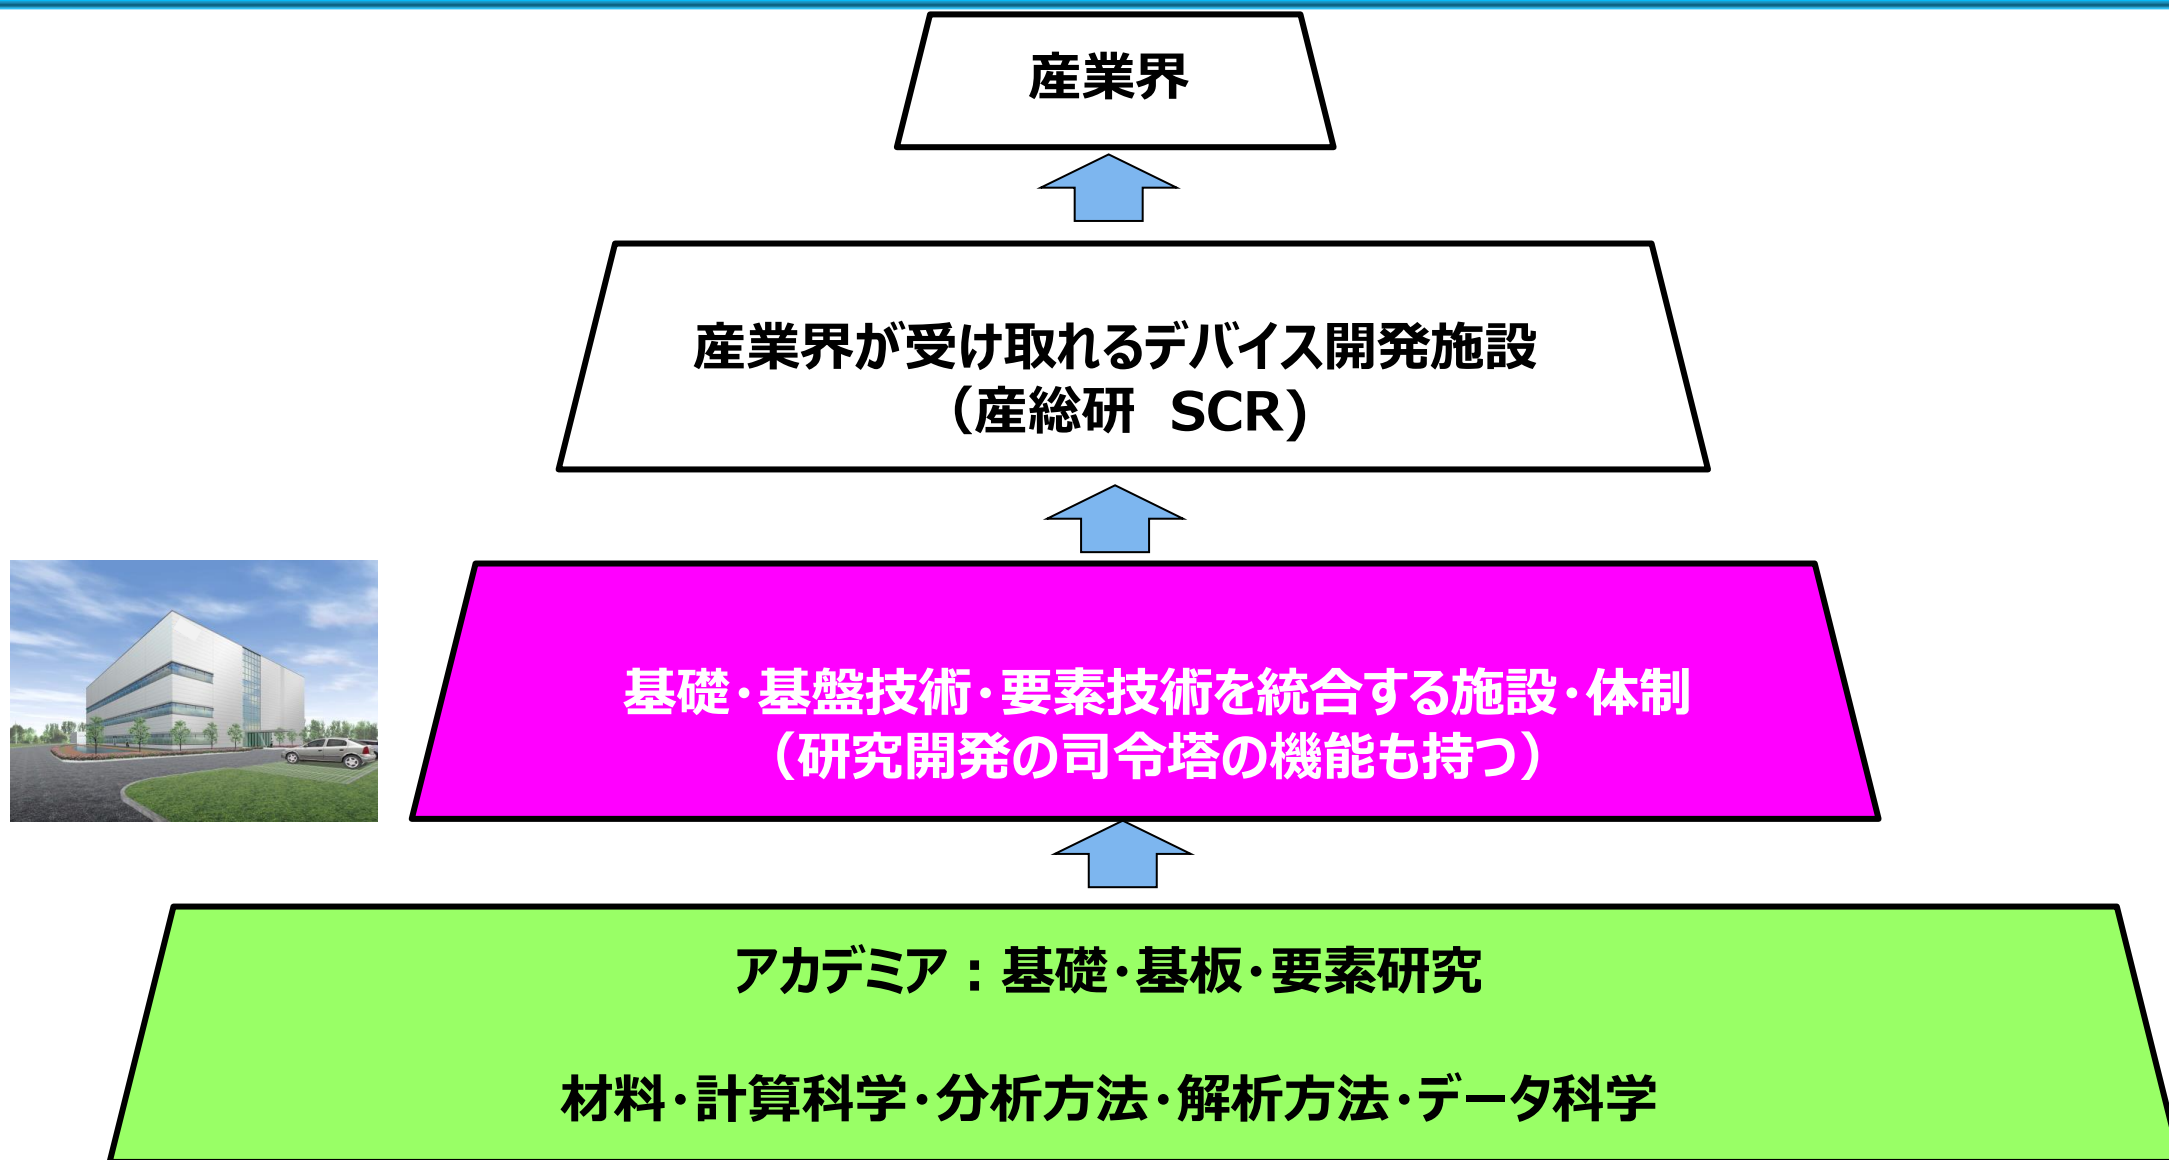 産業界
産業界が受け取れるデバイス開発施設
（産総研 SCR)
基礎・基盤技術・要素技術を統合する施設・体制
（研究開発の司令塔の機能も持つ）
アカデミア：基礎・基板・要素研究
材料・計算科学・分析方法・解析方法・データ科学